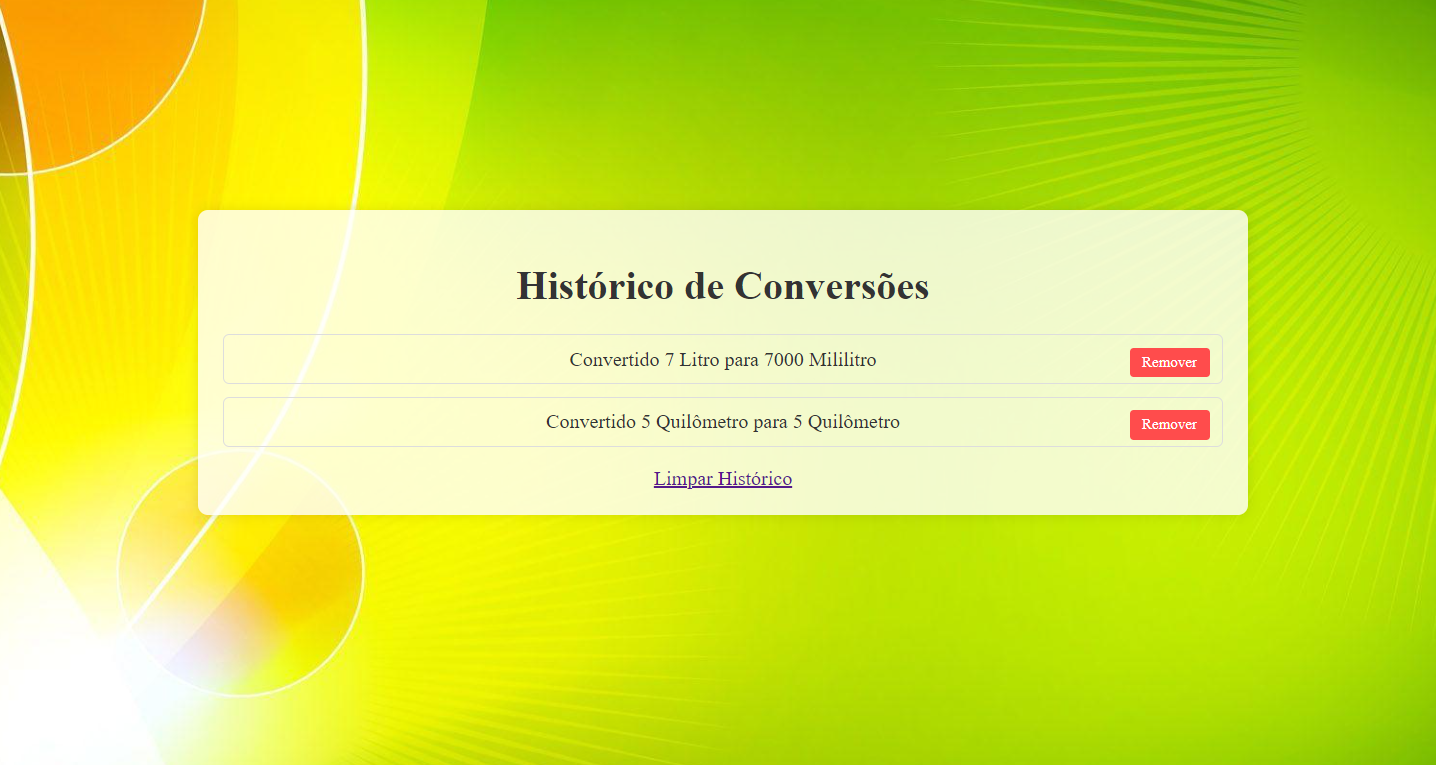 Histórico de Conversões
Convertido 7 Litro para 7000 Mililitro
Remover
Convertido 5 Quilômetro para 5 Quilômetro
Remover
Limpar Histórico